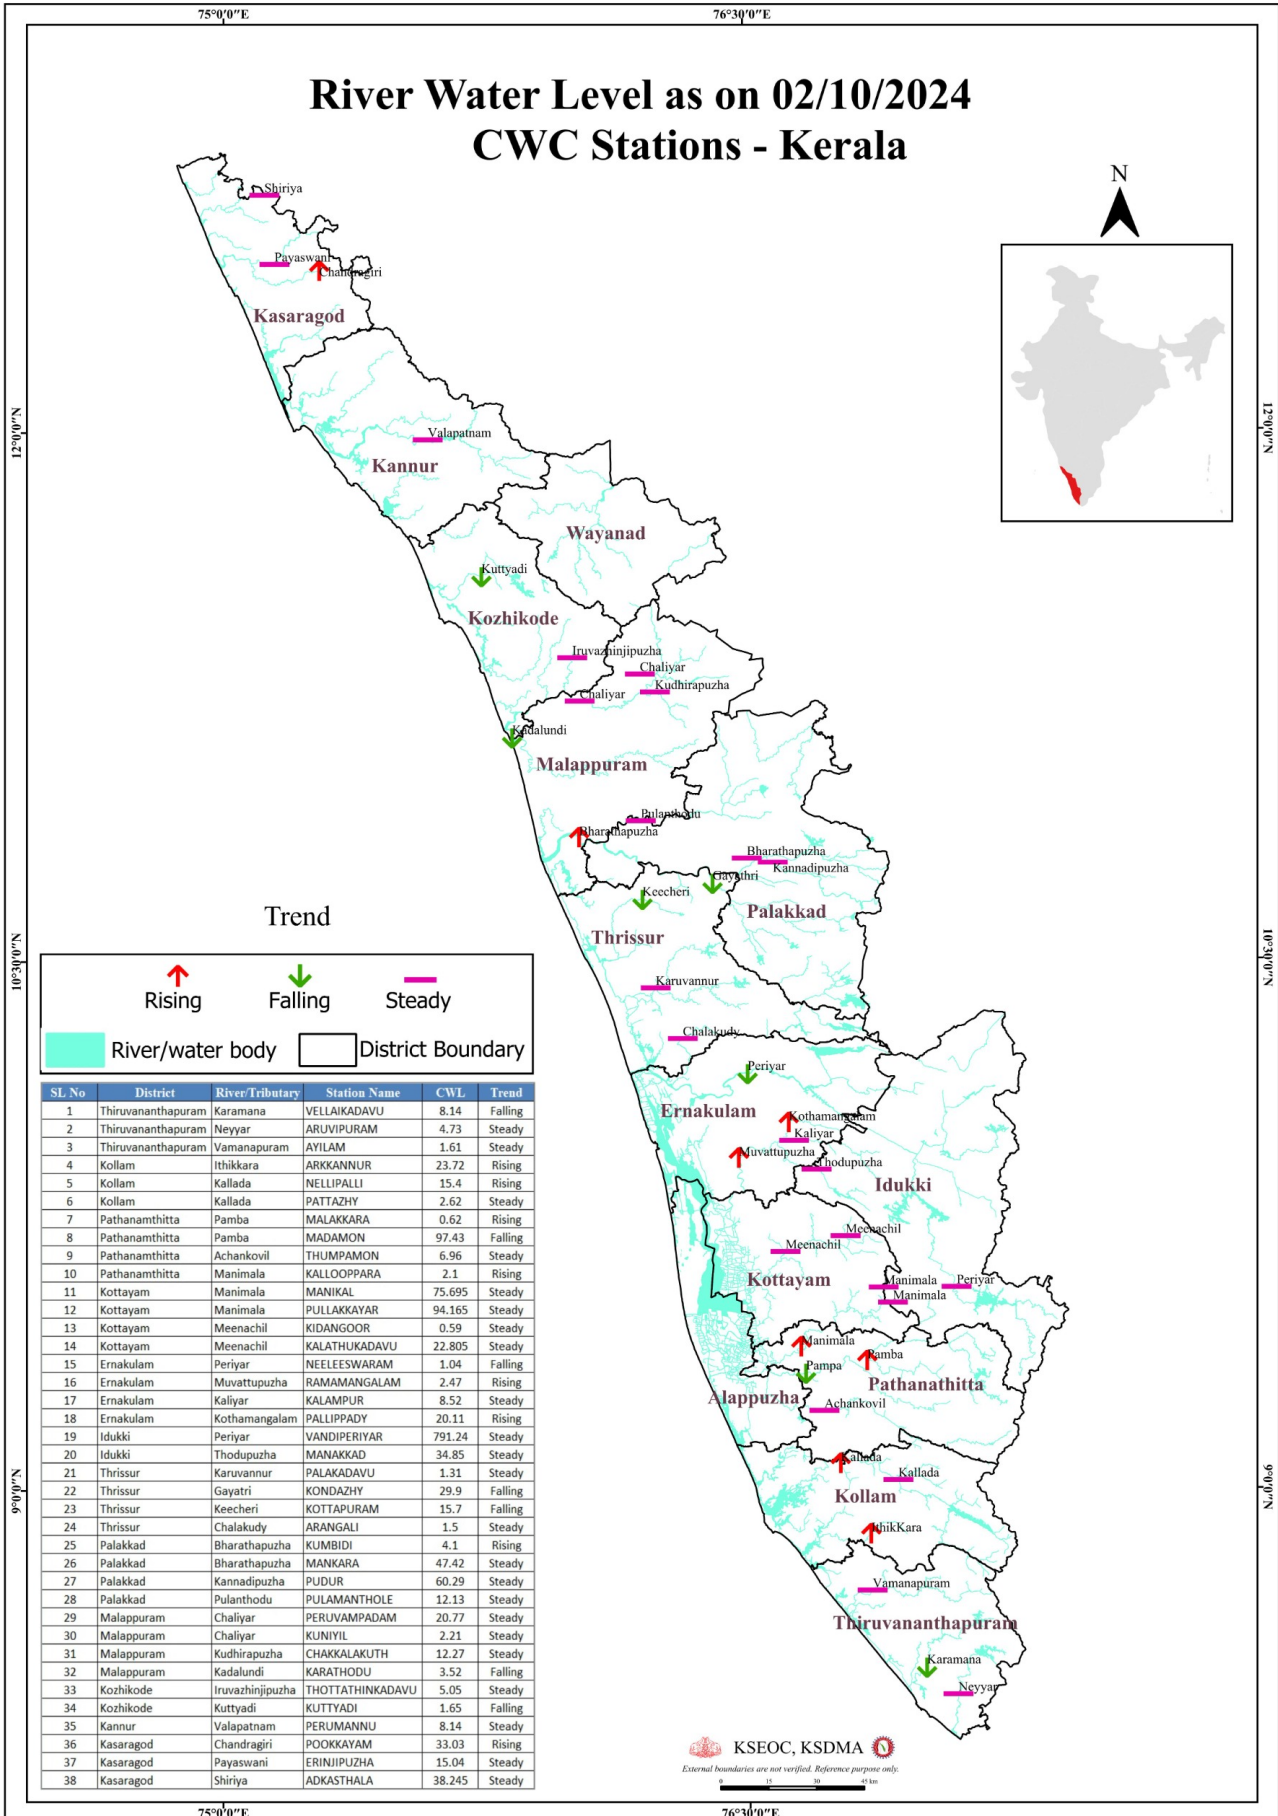 75°0'0"E 76°30'0"E
River Water Level as on 02/10/2024
CWC Stations - Kerala
N
Shiriya
Payaswani
Chandragiri
Kasaragod
12°0'0"N 12°0'0"N
Valapatnam
Kannur
Wayanad
Kuttyadi
Kozhikode
Iruvazhinjipuzha
Chaliyar
Kudhirapuzha
Chaliyar
Kadalundi
Malappuram
Pulanthodu
Bharathapuzha
Bharathapuzha
Kannadipuzha
Gayathri
Keecheri
Palakkad
Thrissur
10°30'0"N 10°30'0"N
Karuvannur
Chalakudy
Periyar
Ernakulam
Kothamangalam
Kaliyar
Muvattupuzha
Thodupuzha
Idukki
Meenachil
Meenachil
Kottayam
Manimala
Periyar
Manimala
Manimala
Pamba
Pampa
Pathanathitta
Alappuzha
Achankovil
Kallada
Kallada
Kollam
IthikKara
9°0'0"N 9°0'0"N
Vamanapuram
Thiruvananthapuram
Karamana
Neyyar
Trend
Rising Falling Steady
River/water body District Boundary
SL No District River/Tributary Station Name CWL Trend
1 Thiruvananthapuram Karamana VELLAIKADAVU 8.14 Falling
2 Thiruvananthapuram Neyyar ARUVIPURAM 4.73 Steady
3 Thiruvananthapuram Vamanapuram AYILAM 1.61 Steady
4 Kollam Ithikkara ARKKANNUR 23.72 Rising
5 Kollam Kallada NELLIPALLI 15.4 Rising
6 Kollam Kallada PATTAZHY 2.62 Steady
7 Pathanamthitta Pamba MALAKKARA 0.62 Rising
8 Pathanamthitta Pamba MADAMON 97.43 Falling
9 Pathanamthitta Achankovil THUMPAMON 6.96 Steady
10 Pathanamthitta Manimala KALLOOPPARA 2.1 Rising
11 Kottayam Manimala MANIKAL 75.695 Steady
12 Kottayam Manimala PULLAKKAYAR 94.165 Steady
13 Kottayam Meenachil KIDANGOOR 0.59 Steady
14 Kottayam Meenachil KALATHUKADAVU 22.805 Steady
15 Ernakulam Periyar NEELEESWARAM 1.04 Falling
16 Ernakulam Muvattupuzha RAMAMANGALAM 2.47 Rising
17 Ernakulam Kaliyar KALAMPUR 8.52 Steady
18 Ernakulam Kothamangalam PALLIPPADY 20.11 Rising
19 Idukki Periyar VANDIPERIYAR 791.24 Steady
20 Idukki Thodupuzha MANAKKAD 34.85 Steady
21 Thrissur Karuvannur PALAKADAVU 1.31 Steady
22 Thrissur Gayatri KONDAZHY 29.9 Falling
23 Thrissur Keecheri KOTTAPURAM 15.7 Falling
24 Thrissur Chalakudy ARANGALI 1.5 Steady
25 Palakkad Bharathapuzha KUMBIDI 4.1 Rising
26 Palakkad Bharathapuzha MANKARA 47.42 Steady
27 Palakkad Kannadipuzha PUDUR 60.29 Steady
28 Palakkad Pulanthodu PULAMANTHOLE 12.13 Steady
29 Malappuram Chaliyar PERUVAMPADAM 20.77 Steady
30 Malappuram Chaliyar KUNIYIL 2.21 Steady
31 Malappuram Kudhirapuzha CHAKKALAKUTH 12.27 Steady
32 Malappuram Kadalundi KARATHODU 3.52 Falling
33 Kozhikode Iruvazhinjipuzha THOTTATHINKADAVU 5.05 Steady
34 Kozhikode Kuttyadi KUTTYADI 1.65 Falling
35 Kannur Valapatnam PERUMANNU 8.14 Steady
36 Kasaragod Chandragiri POOKKAYAM 33.03 Rising
37 Kasaragod Payaswani ERINJIPUZHA 15.04 Steady
38 Kasaragod Shiriya ADKASTHALA 38.245 Steady
KSEOC, KSDMA
External boundaries are not verified. Reference purpose only.
0 15 30 45 km
75°0'0"E 76°30'0"E